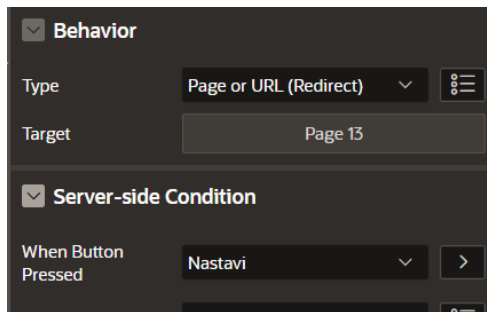 Behavior
Type Page or URL (Redirect)
Target Page 13
Server-side Condition
When Button
Pressed Nastavi